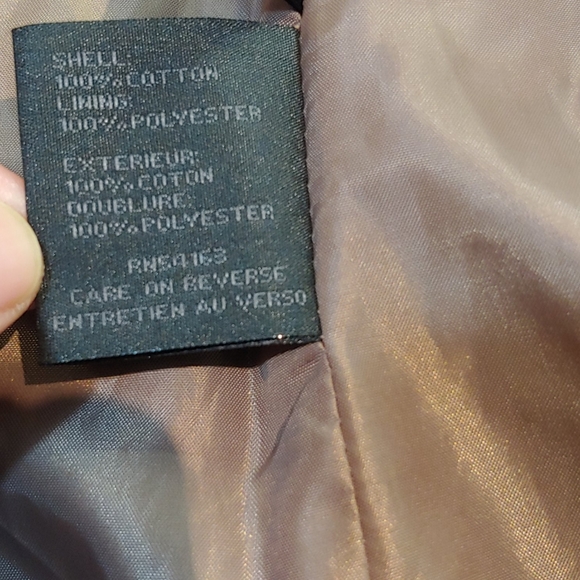 SHELL:
100% COTTON
LINING:
100% POLYESTER
EXTERIEUR:
100% COTON
DOUBLURE:
100% POLYESTER
RN54163
CARE ON REVERSE
ENTRETIEN AU VERSO